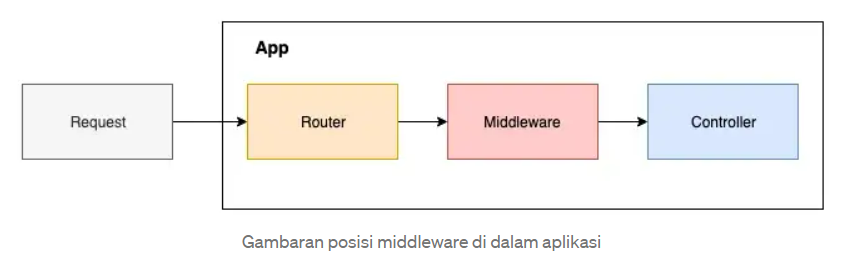 App
Request
Router
Middleware
Controller
Gambaran posisi middleware di dalam aplikasi